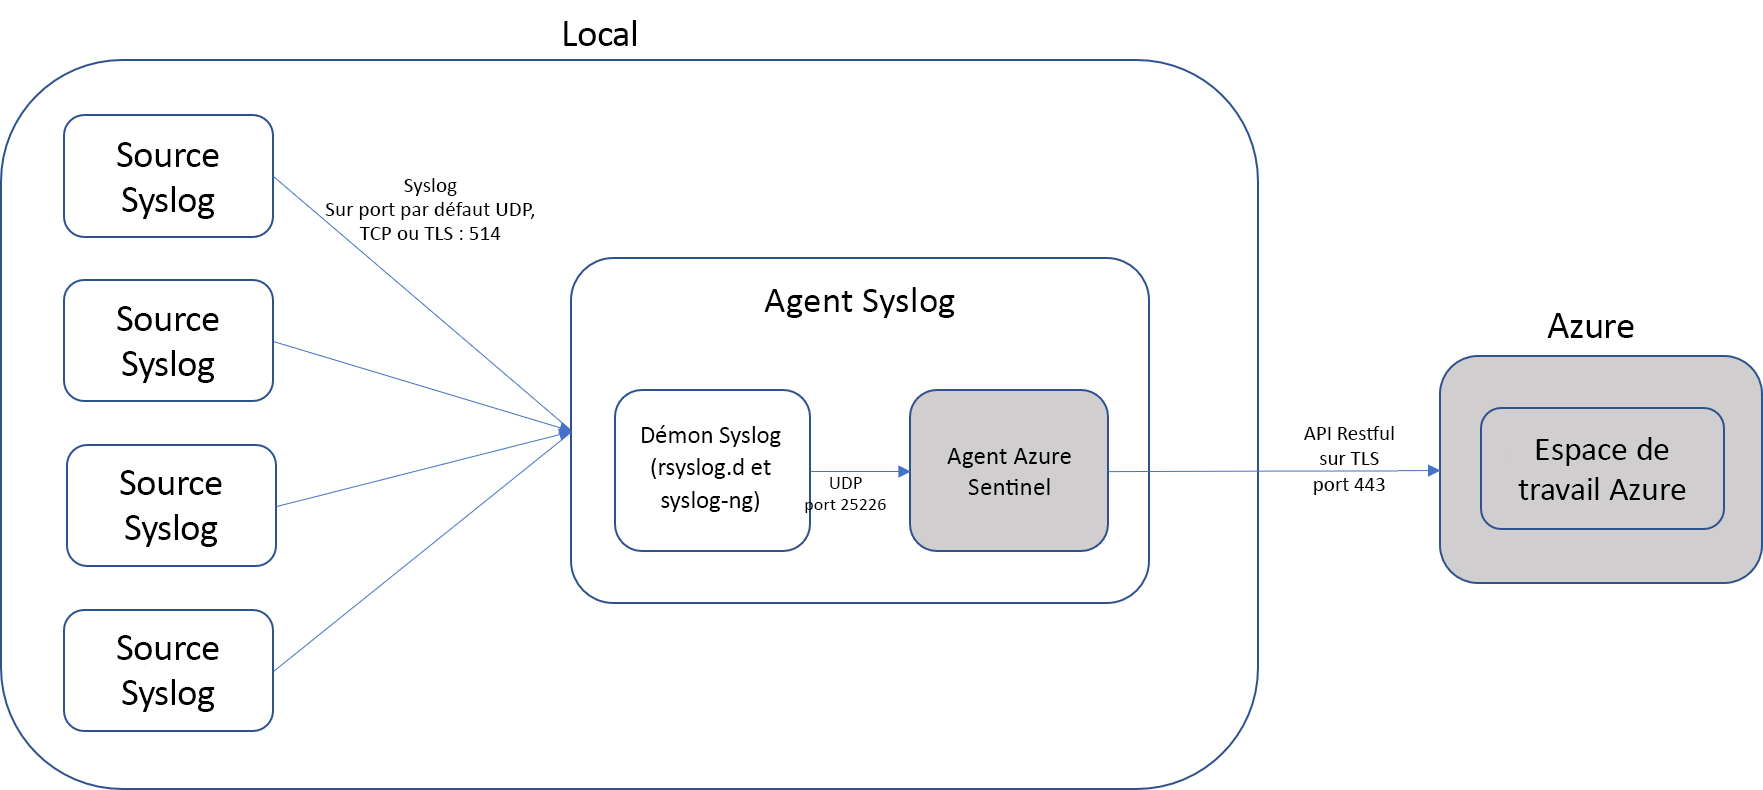 Local
Source
Syslog
Syslog
Sur port par défaut UDP,
TCP ou TLS : 514
Source
Syslog
Source
Syslog
Source
Syslog
Agent Syslog
Démon Syslog
(rsyslog.d et
syslog-ng)
UDP
port 25226
Agent Azure
Sentinel
API Restful
sur TLS
port 443
Azure
Espace de
travail Azure